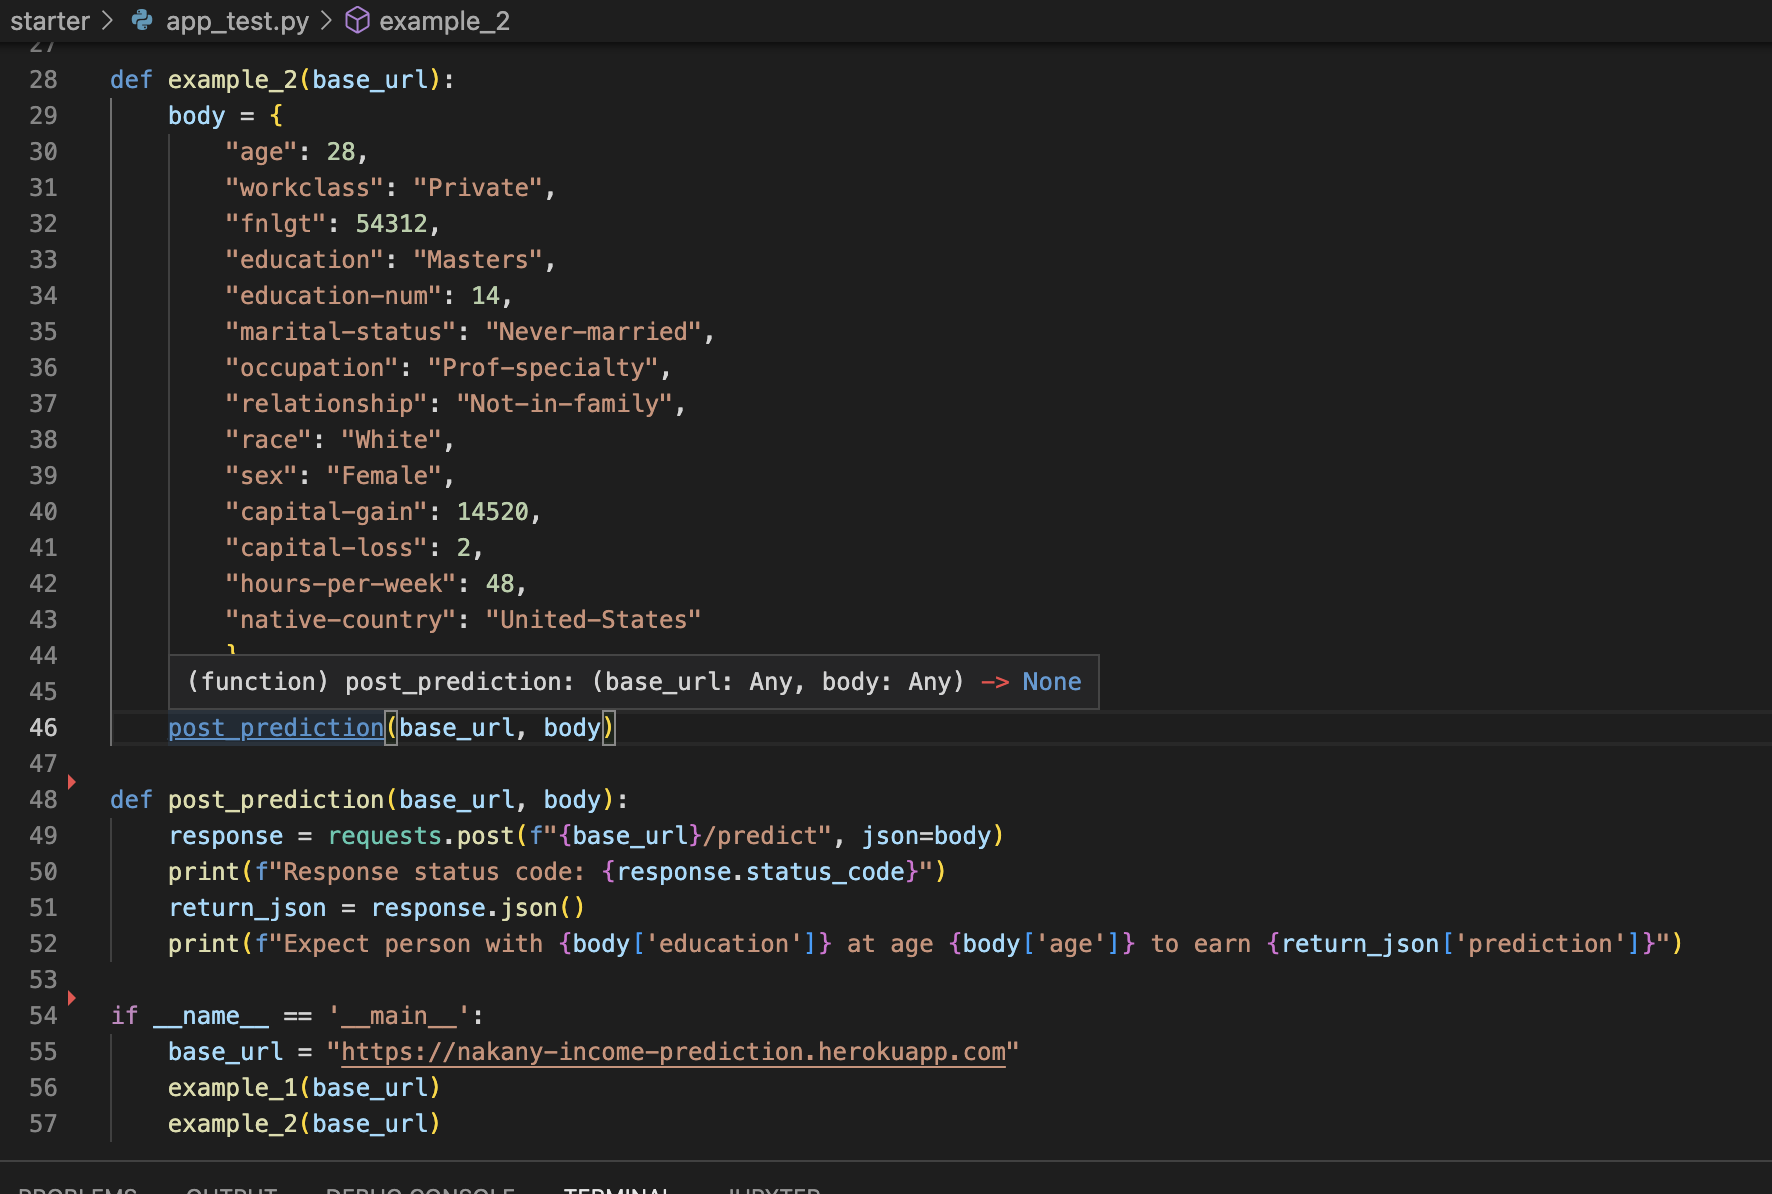 starter > app_test.py > example_2
27
28 def example_2(base_url):
29 body = {
30 "age": 28,
31 "workclass": "Private",
32 "fnlgt": 54312,
33 "education": "Masters",
34 "education-num": 14,
35 "marital-status": "Never-married",
36 "occupation": "Prof-specialty",
37 "relationship": "Not-in-family",
38 "race": "White",
39 "sex": "Female",
40 "capital-gain": 14520,
41 "capital-loss": 2,
42 "hours-per-week": 48,
43 "native-country": "United-States"
44 }
(function) post_prediction: (base_url: Any, body: Any) -> None
45
46 post_prediction(base_url, body)
47
48 def post_prediction(base_url, body):
49 response = requests.post(f"{base_url}/predict", json=body)
50 print(f"Response status code: {response.status_code}")
51 return_json = response.json()
52 print(f"Expect person with {body['education']} at age {body['age']} to earn {return_json['prediction']}")
53
54 if __name__ == '__main__':
55 base_url = "https://nakany-income-prediction.herokuapp.com"
56 example_1(base_url)
57 example_2(base_url)
PROBLEMS OUTPUT DEBUG CONSOLE TERMINAL JUPYTER